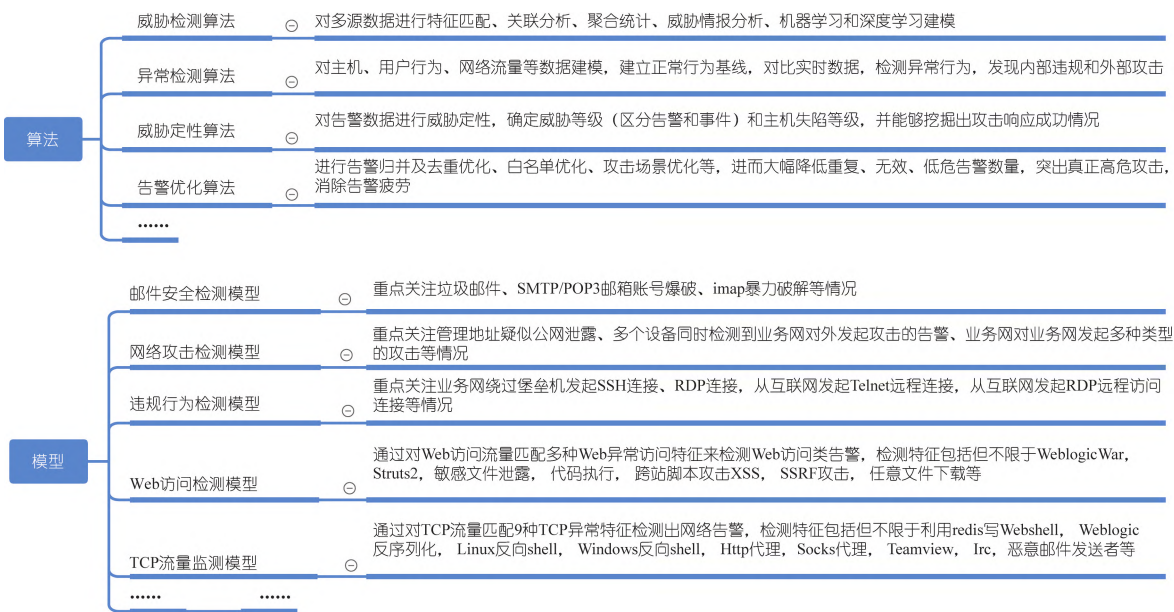 威胁检测算法
对多源数据进行特征匹配、关联分析、聚合统计、威胁情报分析、机器学习和深度学习建模
异常检测算法
对主机、用户行为、网络流量等数据建模，建立正常行为基线，对比实时数据，检测异常行为，发现内部违规和外部攻击
算法
威胁定性算法
对告警数据进行威胁定性，确定威胁等级（区分告警和事件）和主机失陷等级，并能够挖掘出攻击响应成功情况
告警优化算法
进行告警归并及去重优化、白名单优化、攻击场景优化等，进而大幅降低重复、无效、低危告警数量，突出真正高危攻击，
消除告警疲劳
······
邮件安全检测模型
重点关注垃圾邮件、SMTP/POP3邮箱账号爆破、imap暴力破解等情况
网络攻击检测模型
重点关注管理地址疑似公网泄露、多个设备同时检测到业务网对外发起攻击的告警、业务网对业务网发起多种类型
的攻击等情况
违规行为检测模型
重点关注业务网绕过堡垒机发起SSH连接、RDP连接，从互联网发起Telnet远程连接，从互联网发起RDP远程访问
连接等情况
模型
Web访问检测模型
通过对Web访问流量匹配多种Web异常访问特征来检测Web访问类告警，检测特征包括但不限于WeblogicWar，
Struts2，敏感文件泄露， 代码执行， 跨站脚本攻击XSS， SSRF攻击， 任意文件下载等
TCP流量监测模型
通过对TCP流量匹配9种TCP异常特征检测出网络告警，检测特征包括但不限于利用redis写Webshell， Weblogic
反序列化， Linux反向shell， Windows反向shell， Http代理，Socks代理， Teamview， Irc，恶意邮件发送者等
······ ······